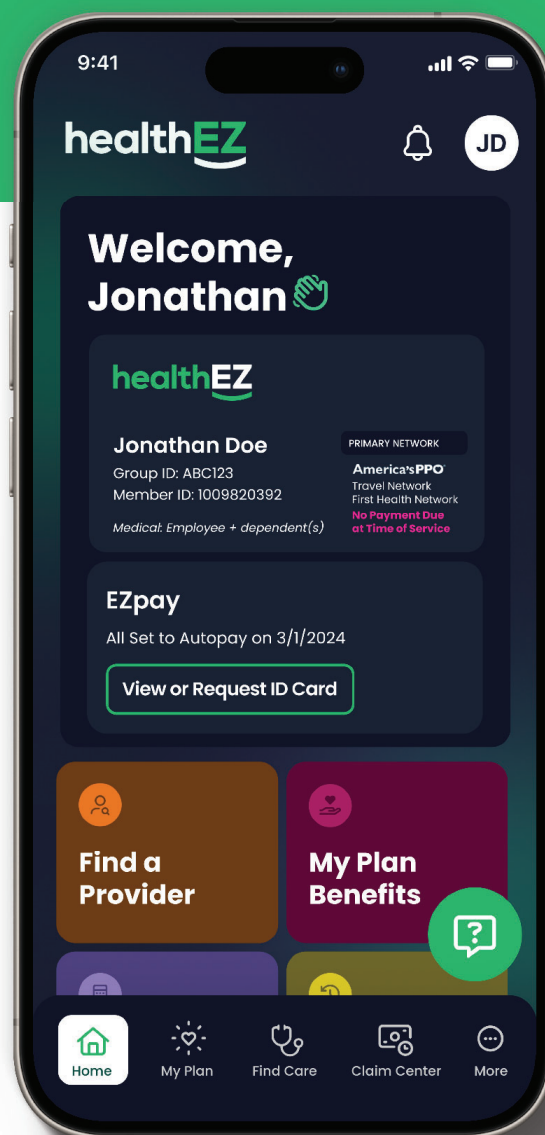 9:41
healthEZ
JD
Welcome,
Jonathan
healthEZ
Jonathan Doe
Group ID: ABC123
Member ID: 1009820392
Medical: Employee + dependent(s)
PRIMARY NETWORK
America'sPPO
Travel Network
First Health Network
No Payment Due
at Time of Service
EZpay
All Set to Autopay on 3/1/2024
View or Request ID Card
Find a
Provider
My Plan
Benefits
?
Home
My Plan
Find Care
Claim Center
More